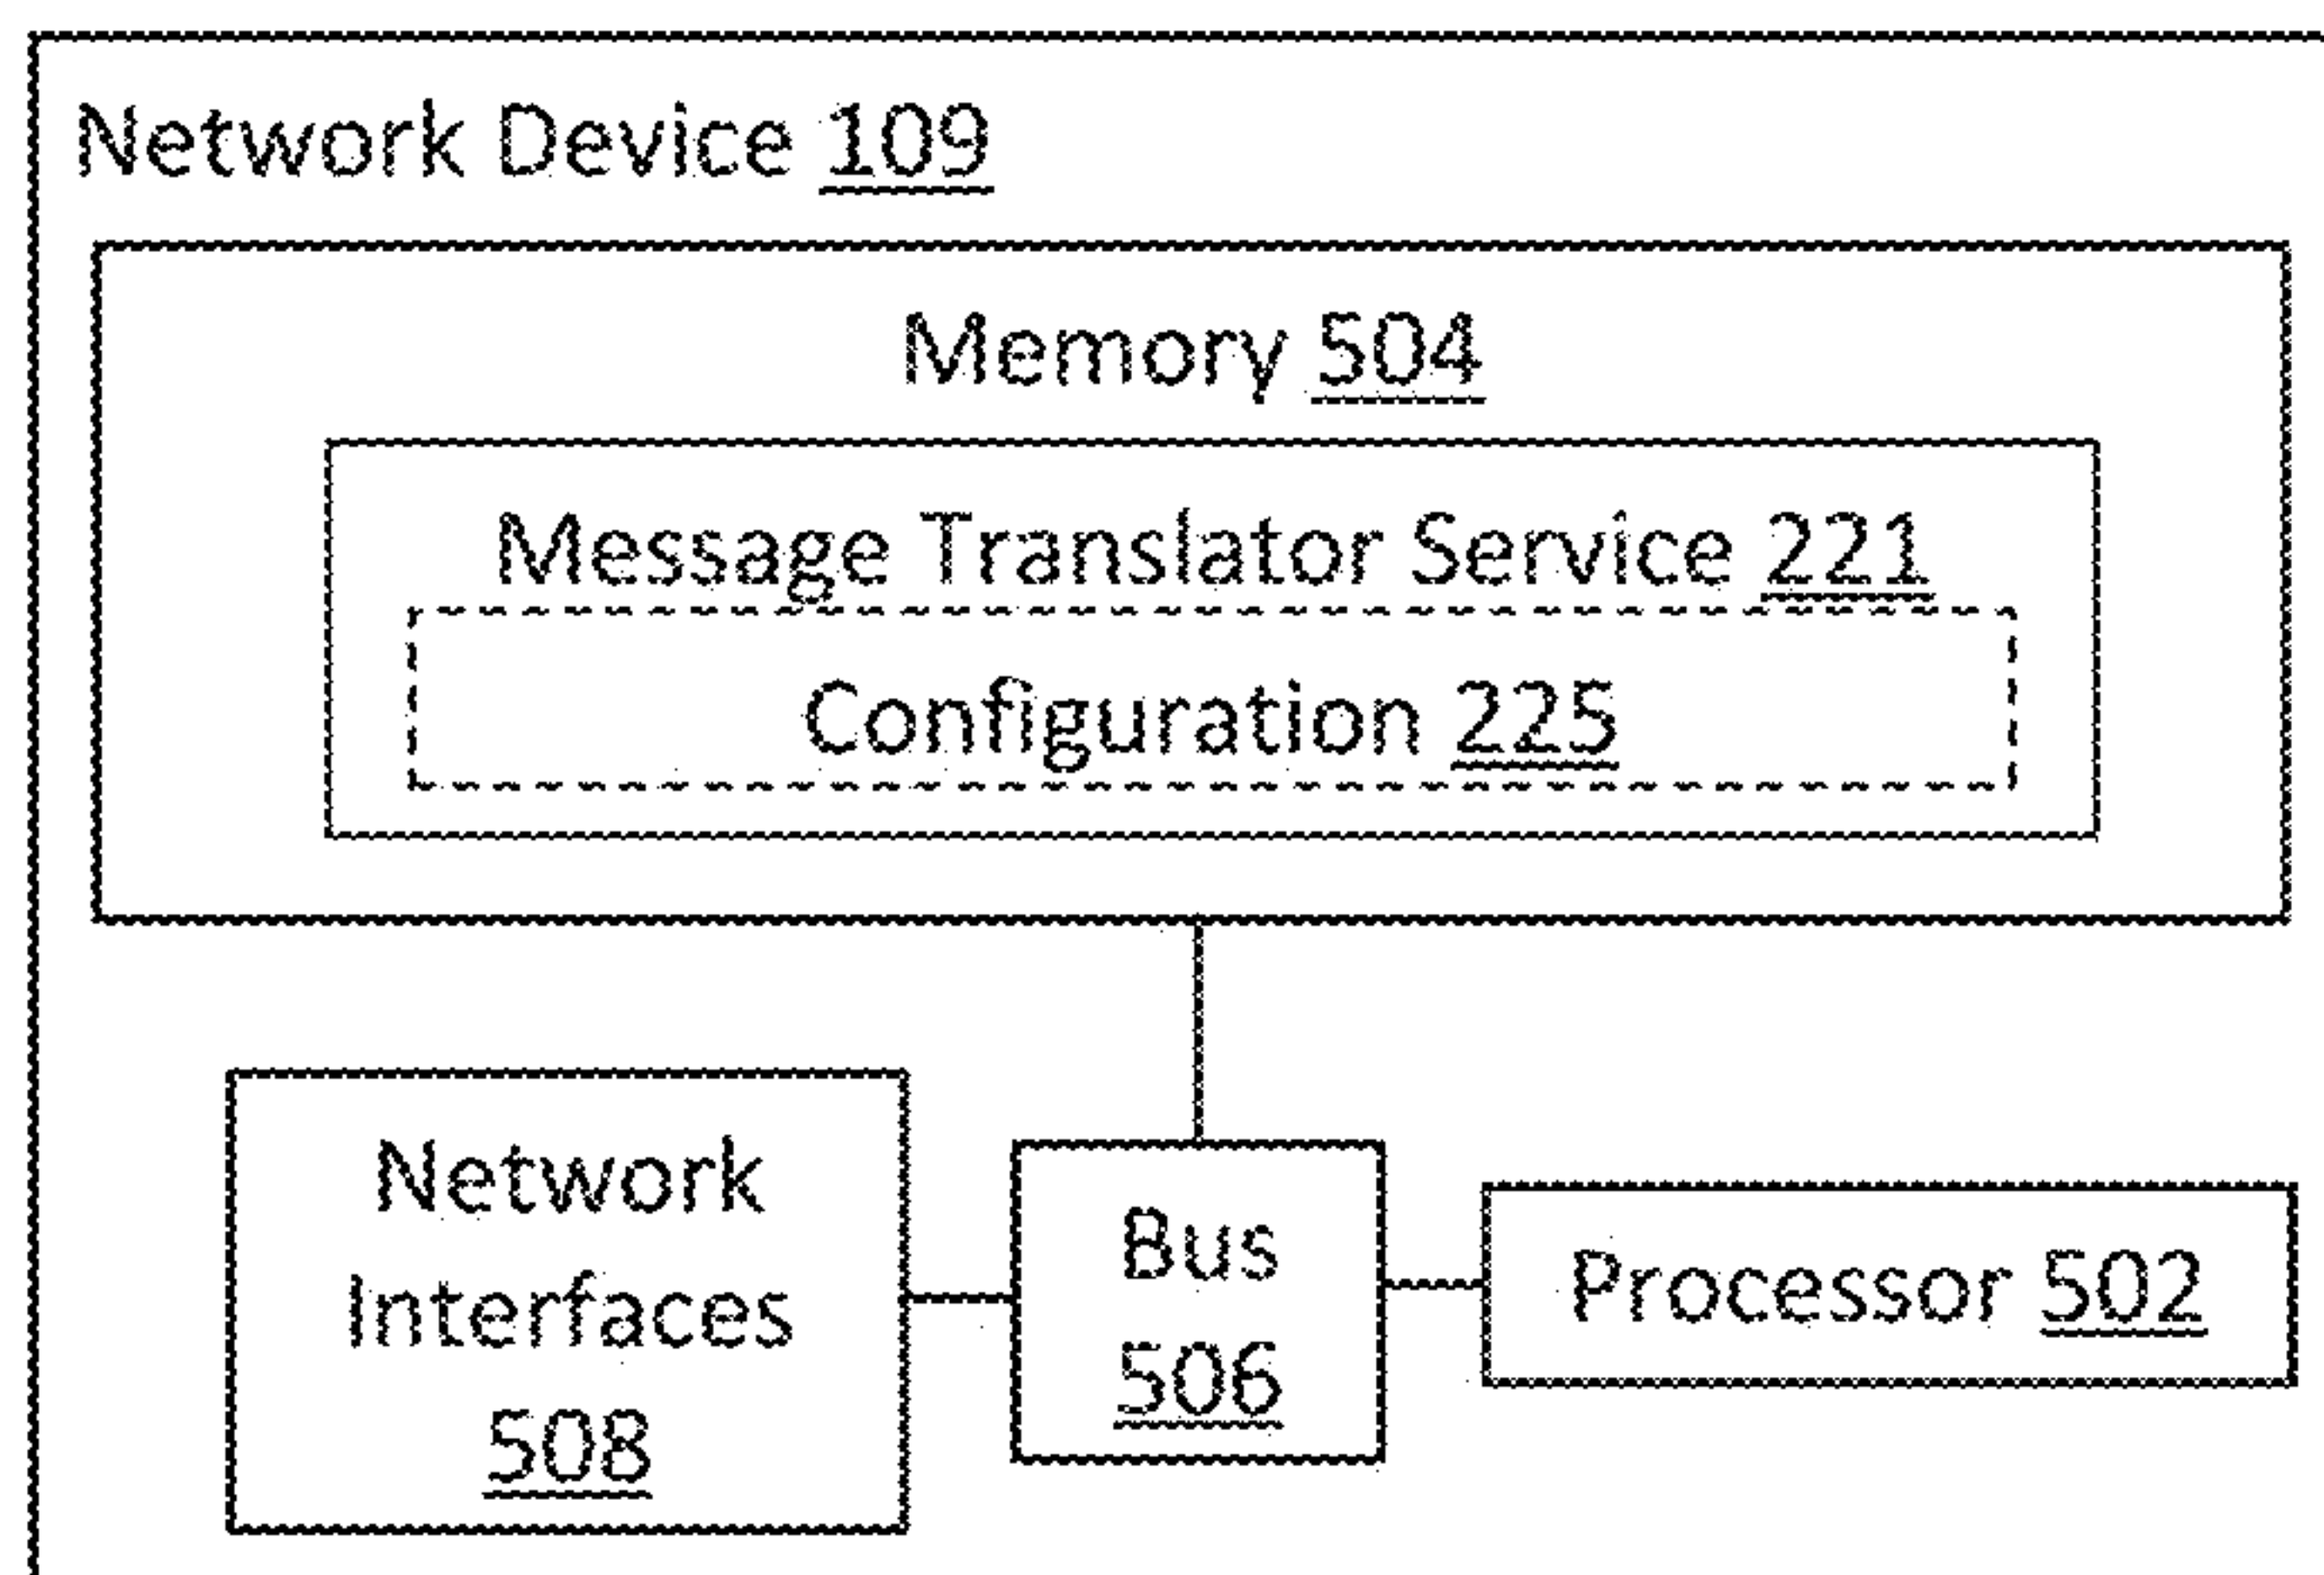 Network Device 109
Memory 504
Message Translator Service 221
Configuration 225
Network
Interfaces
508
Bus
506
Processor 502